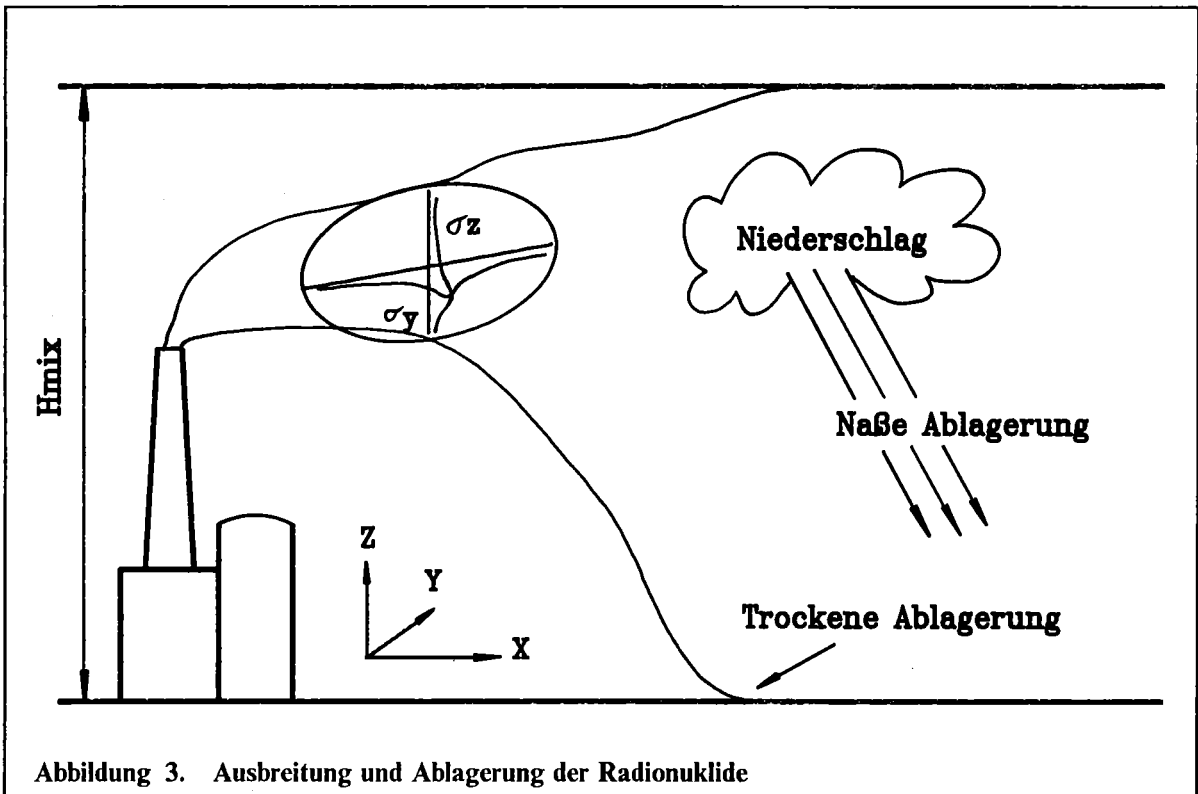 σz
Niederschlag
σy
Hmix
Naße Ablagerung
Z
Y
X
Trockene Ablagerung
Abbildung 3. Ausbreitung und Ablagerung der Radionuklide